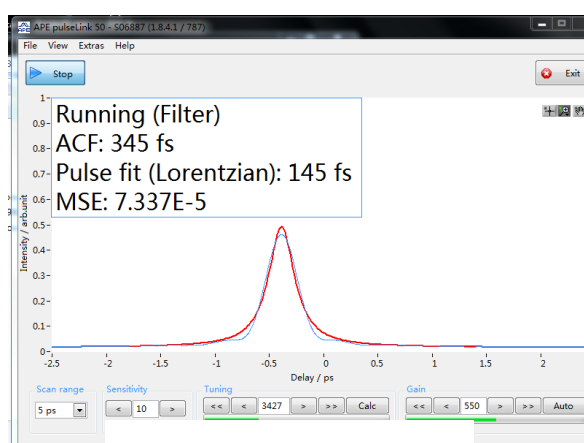 APE pulseLink 50 - S06887 (1.8.4.1 / 787)
File View Extras Help
Stop
Exit
Running (Filter)
ACF: 345 fs
Pulse fit (Lorentzian): 145 fs
MSE: 7.337E-5
Intensity / arb.unit
1
0.9
0.8
0.7
0.6
0.5
0.4
0.3
0.2
0.1
0
-2.5 -2 -1.5 -1 -0.5 0 0.5 1 1.5 2
Delay / ps
Scan range Sensitivity Tuning Gain
5 ps < 10 > << < 3427 > >> Calc << < 550 > >> Auto